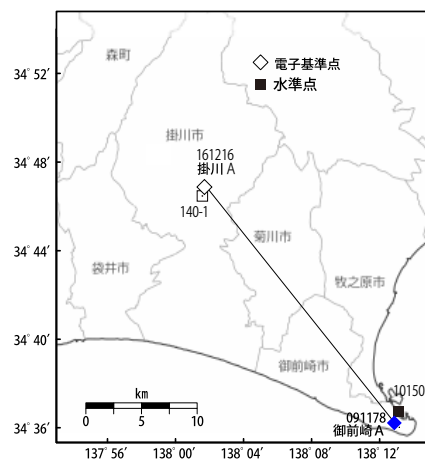 34° 52′
34° 48′
34° 44′
34° 40′
34° 36′
森町
◇ 電子基準点
■ 水準点
掛川市
161216
掛川 A
140-1
菊川市
袋井市
牧之原市
御前崎市
km
0 5 10
10150
091178
御前崎 A
137° 56′ 138° 00′ 138° 04′ 138° 08′ 138° 12′